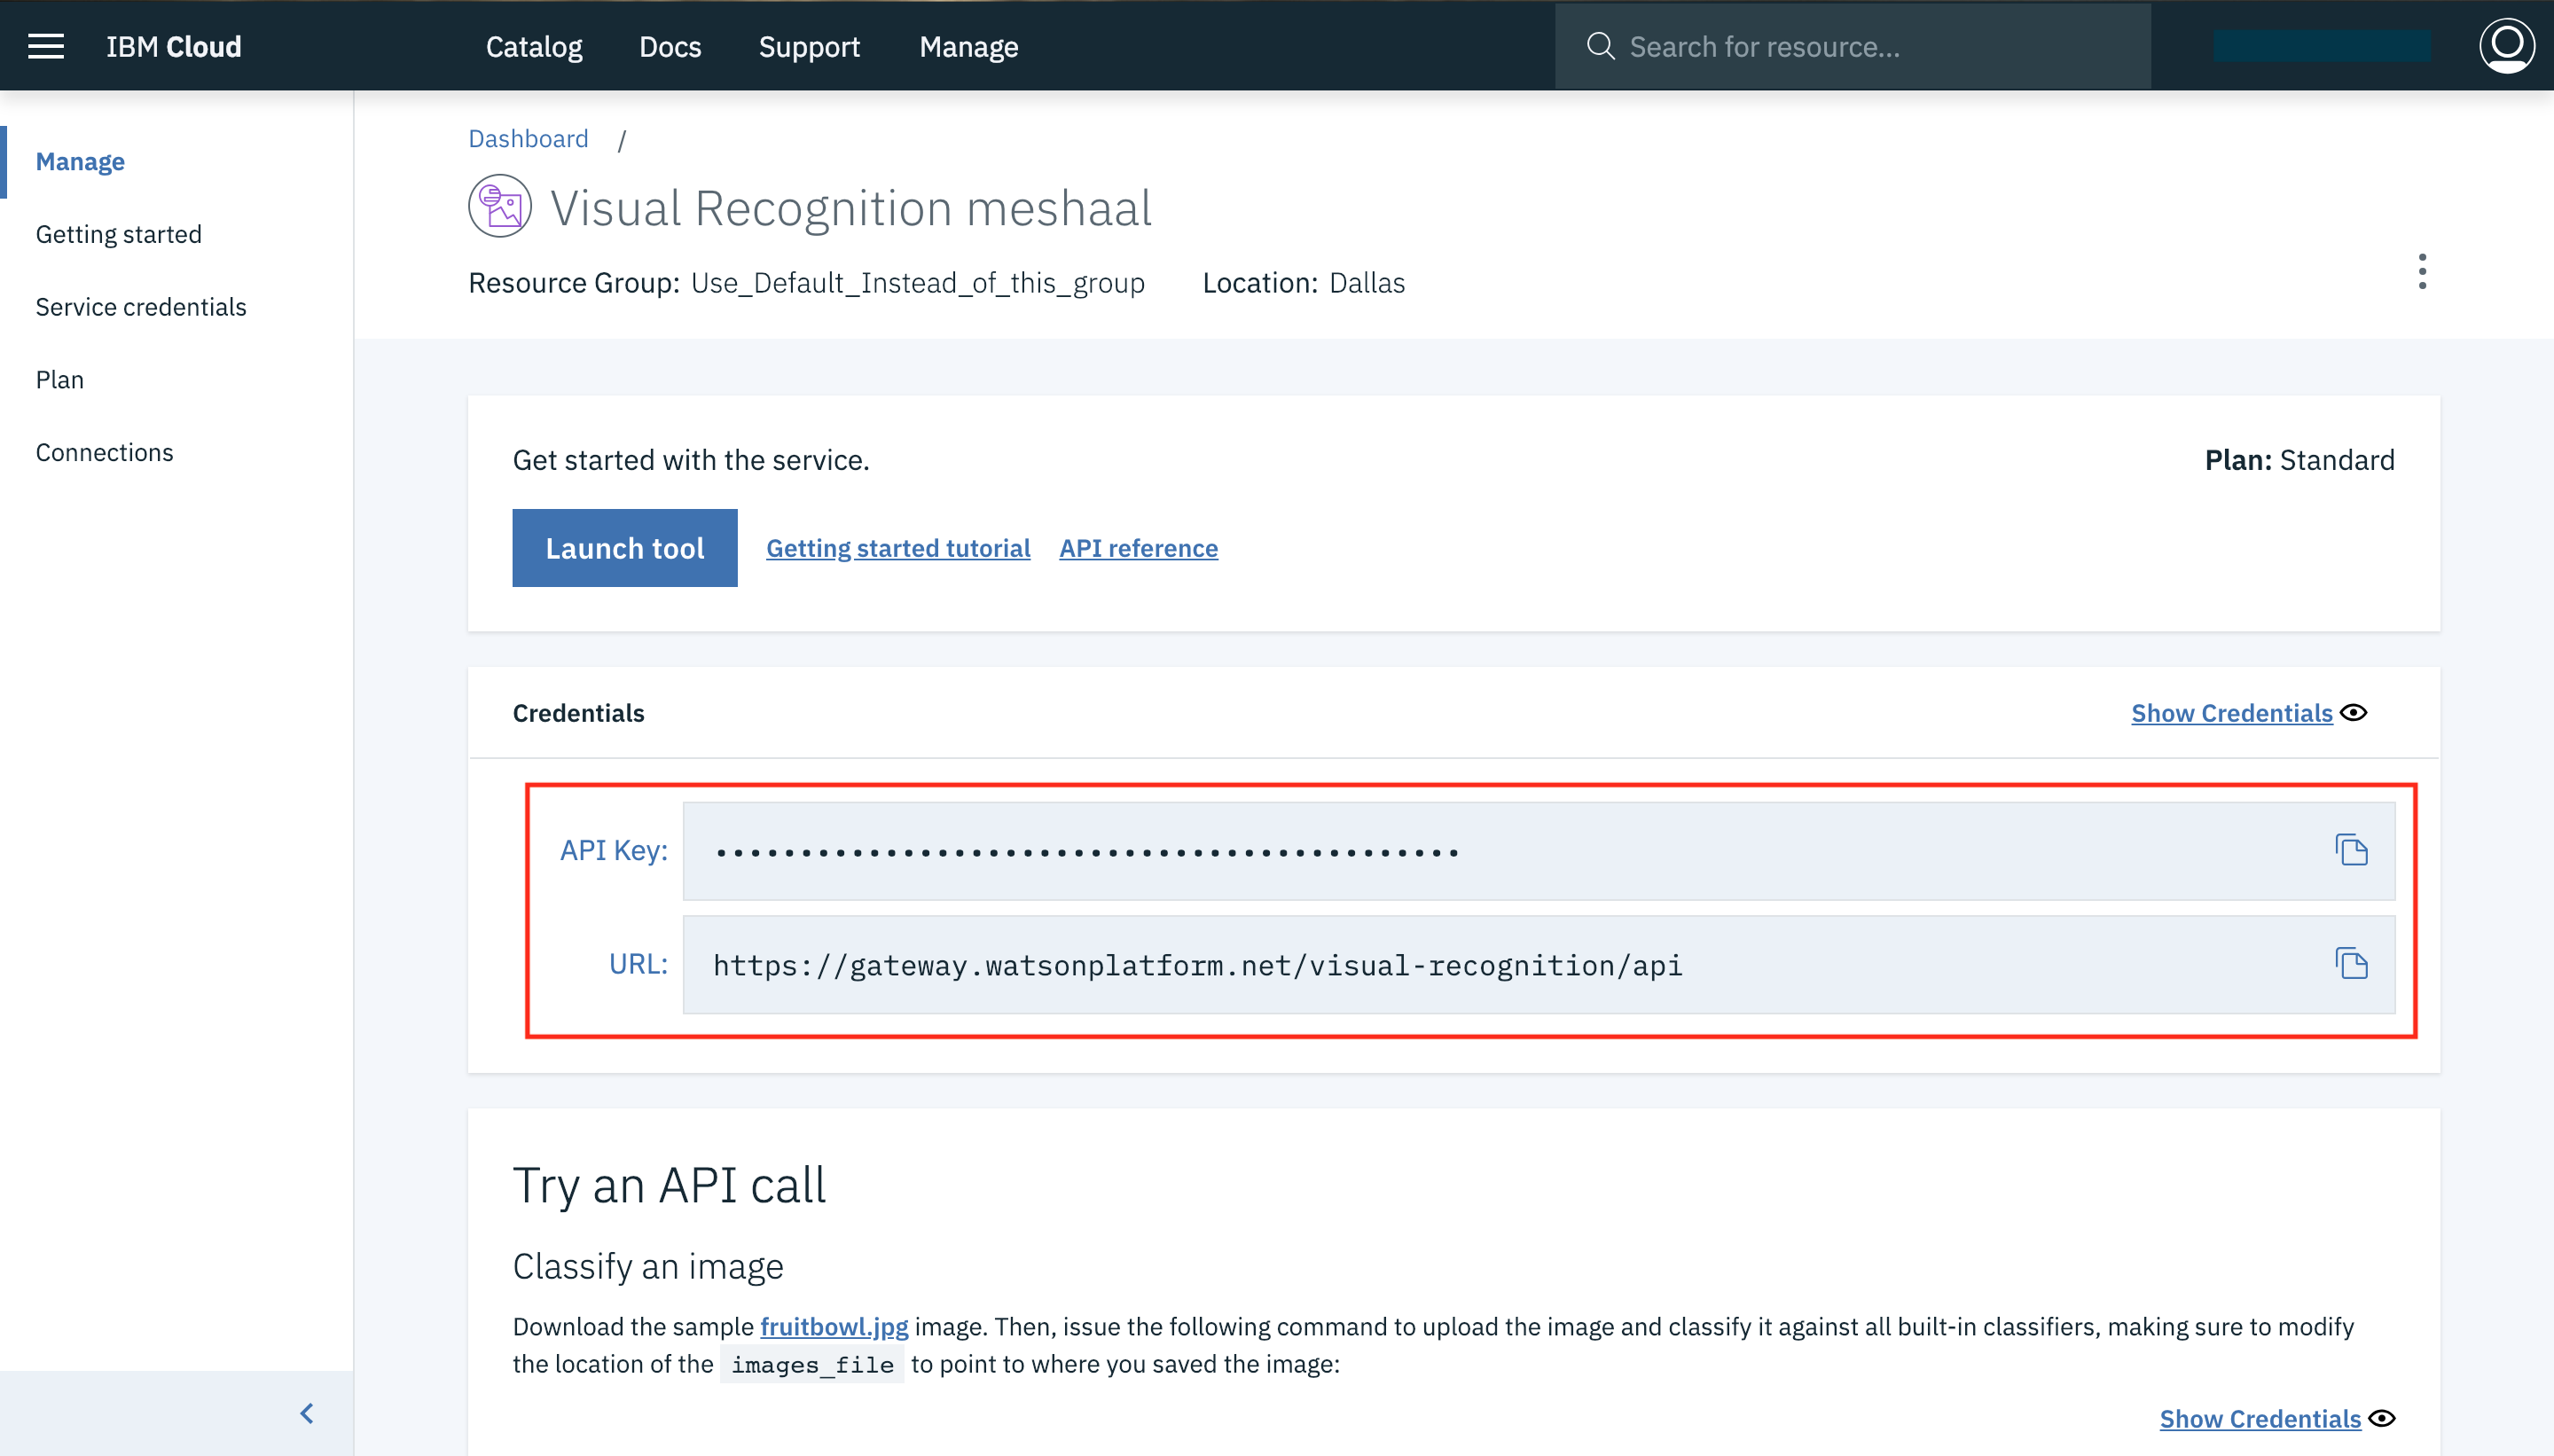 IBM Cloud Catalog Docs Support Manage Search for resource...
Manage
Getting started
Service credentials
Plan
Connections
Dashboard /
Visual Recognition meshaal
Resource Group: Use_Default_Instead_of_this_group Location: Dallas
Get started with the service. Plan: Standard
Launch tool Getting started tutorial API reference
Credentials Show Credentials
API Key: ••••••••••••••••••••••••••••••••••••••••••••
URL: https://gateway.watsonplatform.net/visual-recognition/api
Try an API call
Classify an image
Download the sample fruitbowl.jpg image. Then, issue the following command to upload the image and classify it against all built-in classifiers, making sure to modify
the location of the images_file to point to where you saved the image:
Show Credentials